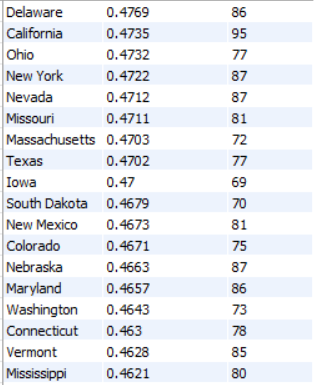 Delaware 0.4769 86
California 0.4735 95
Ohio 0.4732 77
New York 0.4722 87
Nevada 0.4712 87
Missouri 0.4711 81
Massachusetts 0.4703 72
Texas 0.4702 77
Iowa 0.47 69
South Dakota 0.4679 70
New Mexico 0.4673 81
Colorado 0.4671 75
Nebraska 0.4663 87
Maryland 0.4657 86
Washington 0.4643 73
Connecticut 0.463 78
Vermont 0.4628 85
Mississippi 0.4621 80